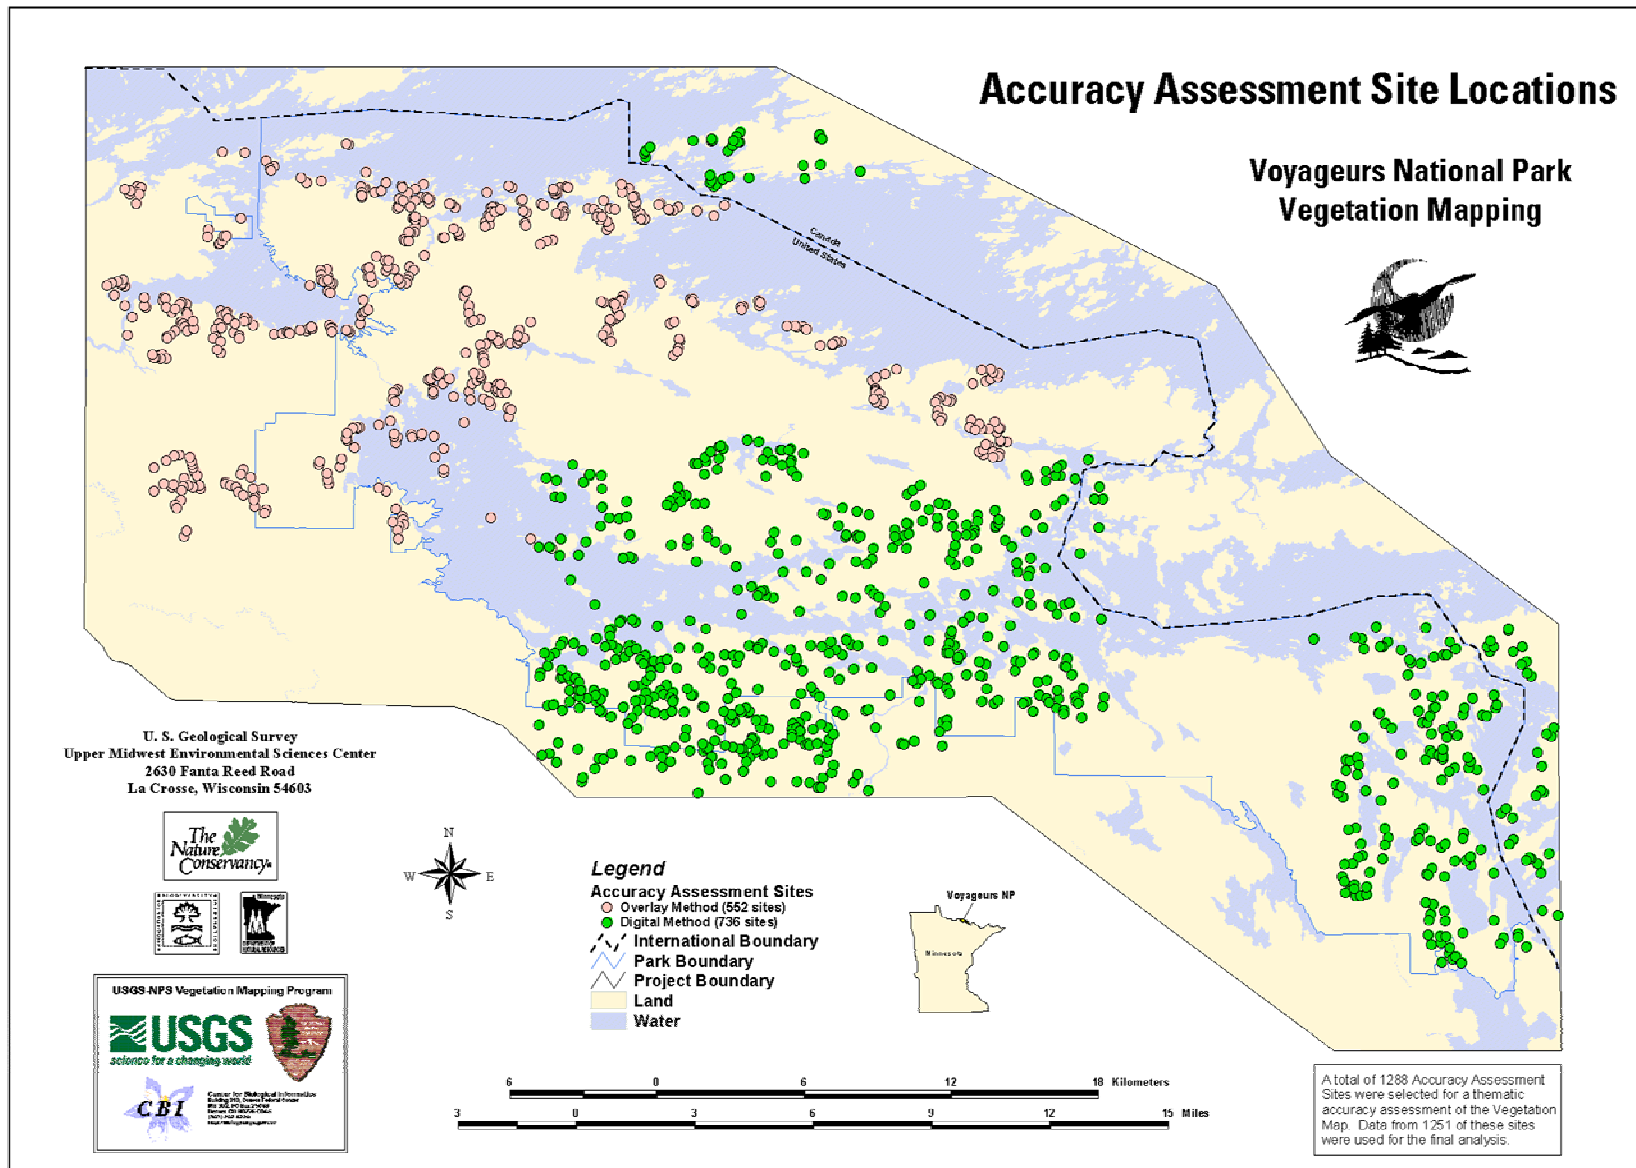 Accuracy Assessment Site Locations
Voyageurs National Park
Vegetation Mapping
Canada
United States
U. S. Geological Survey
Upper Midwest Environmental Sciences Center
2630 Fanta Reed Road
La Crosse, Wisconsin 54603
The
Nature
Conservancy
Minnesota
N
W E
S
Legend
Accuracy Assessment Sites
Overlay Method (552 sites)
Digital Method (736 sites)
International Boundary
Park Boundary
Project Boundary
Land
Water
Voyageurs NP
Minnesota
USGS-NPS Vegetation Mapping Program
USGS
science for a changing world
CBI
Center for Biological Informatics
6 0 6 12 18 Kilometers
3 0 3 6 9 12 15 Miles
A total of 1288 Accuracy Assessment
Sites were selected for a thematic
accuracy assessment of the Vegetation
Map. Data from 1251 of these sites
were used for the final analysis.